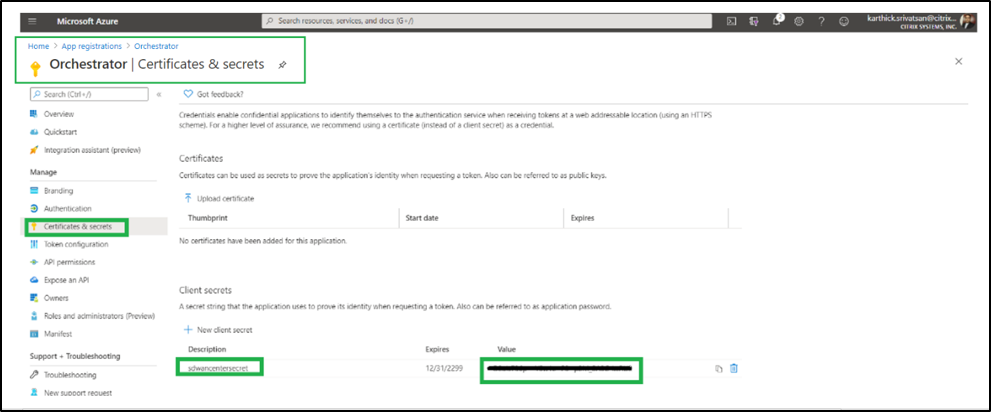 Microsoft Azure
Search resources, services, and docs (G+/)
karthick.srivatsan@citrix...
CITRIX SYSTEMS, INC.
Home > App registrations > Orchestrator
Orchestrator | Certificates & secrets
Search (Ctrl+/)
Got feedback?
Overview
Quickstart
Integration assistant (preview)
Manage
Branding
Authentication
Certificates & secrets
Token configuration
API permissions
Expose an API
Owners
Roles and administrators (Preview)
Manifest
Support + Troubleshooting
Troubleshooting
New support request
Credentials enable confidential applications to identify themselves to the authentication service when receiving tokens at a web addressable location (using an HTTPS
scheme). For a higher level of assurance, we recommend using a certificate (instead of a client secret) as a credential.
Certificates
Certificates can be used as secrets to prove the application's identity when requesting a token. Also can be referred to as public keys.
Upload certificate
Thumbprint Start date Expires
No certificates have been added for this application.
Client secrets
A secret string that the application uses to prove its identity when requesting a token. Also can be referred to as application password.
New client secret
Description Expires Value
sdwancentersecret 12/31/2299